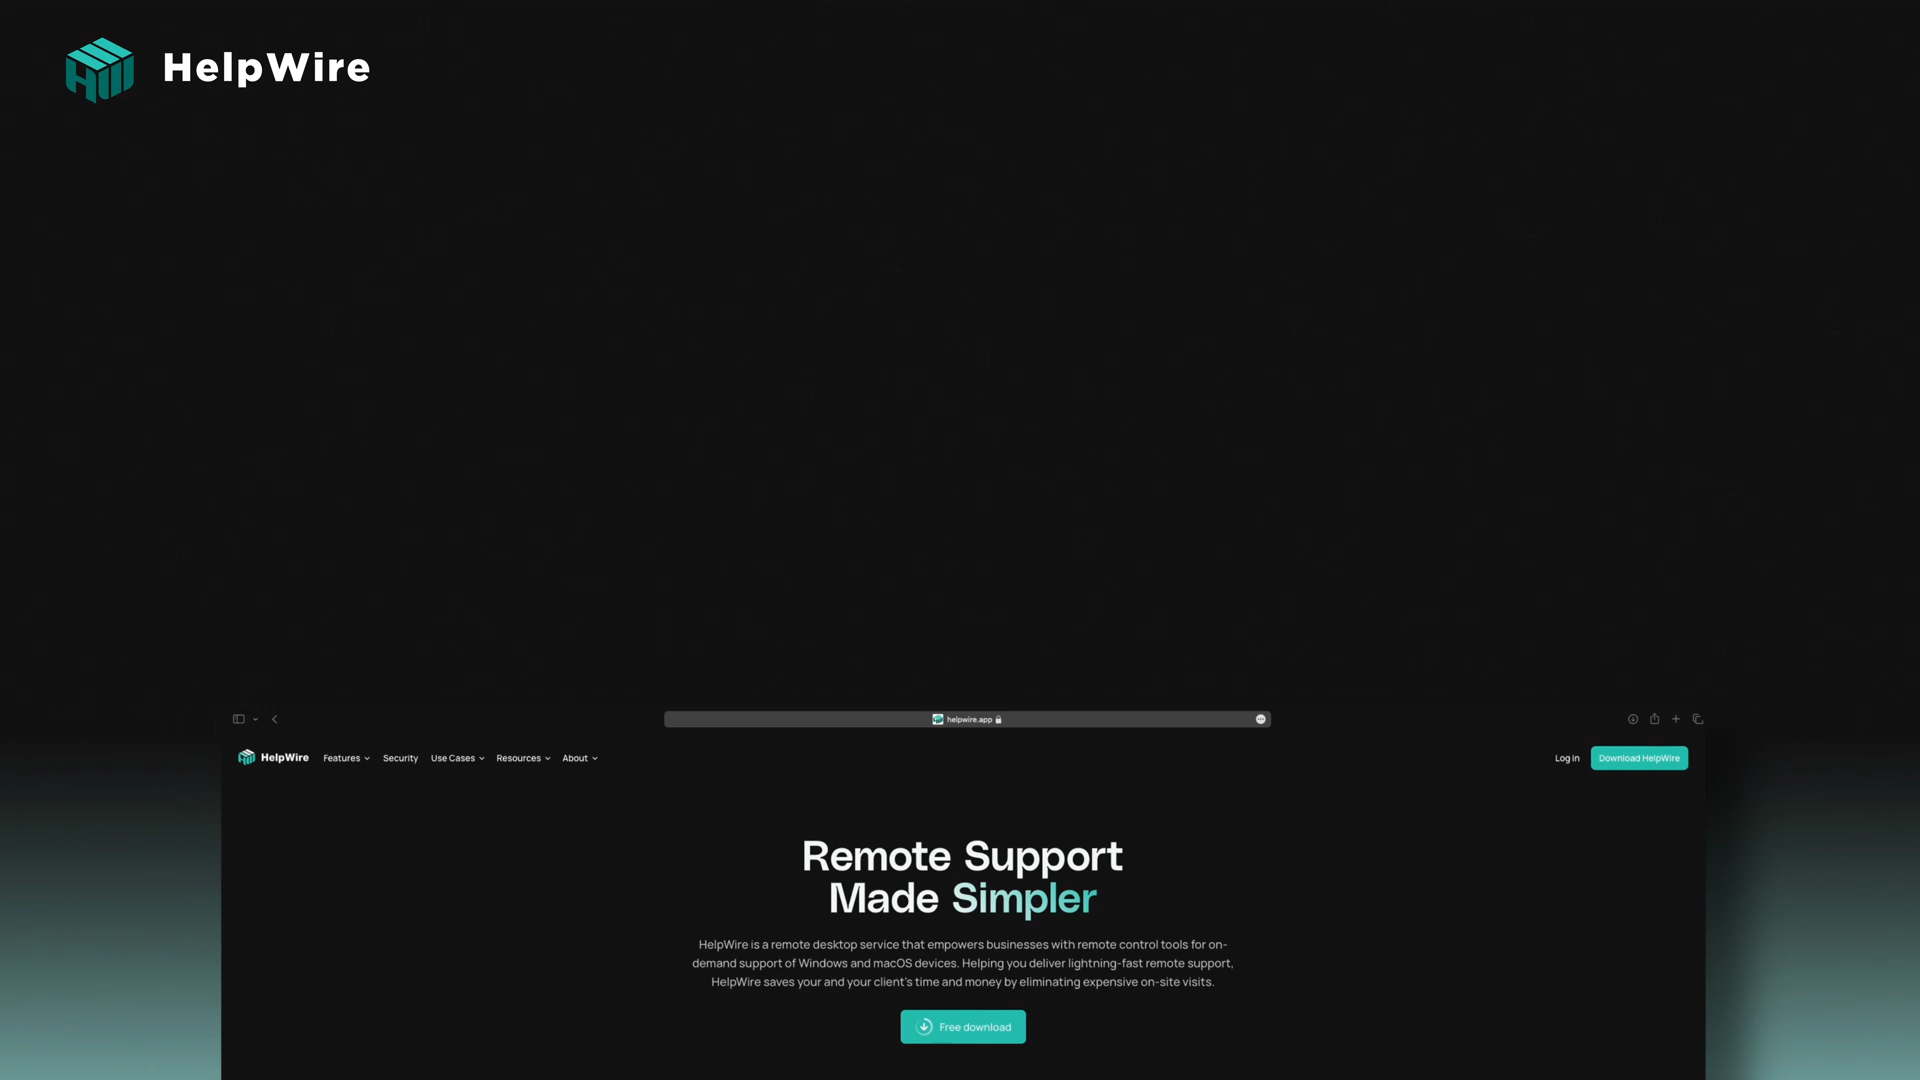 HelpWire
helpwire.app
HelpWire Features Security Use Cases Resources About Log in Download HelpWire
Remote Support
Made Simpler
HelpWire is a remote desktop service that empowers businesses with remote control tools for on-
demand support of Windows and macOS devices. Helping you deliver lightning-fast remote support,
HelpWire saves your and your client's time and money by eliminating expensive on-site visits.
Free download